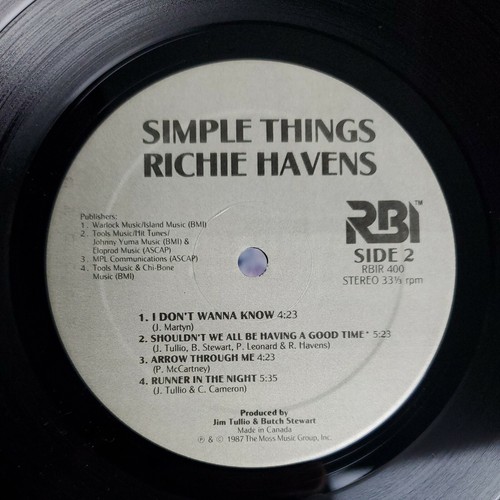 SIMPLE THINGS
RICHIE HAVENS
Publishers:
1. Warlock Music/Island Music (BMI)
2. Tools Music/Hit Tunes/
Johnny Yuma Music (BMI) &
Eloprod Music (ASCAP)
3. MPL Communications (ASCAP)
4. Tools Music & Chi-Bone
Music (BMI)
RBI™
SIDE 2
RBIR 400
STEREO 33⅓ rpm
1. I DON'T WANNA KNOW 4:23
(J. Martyn)
2. SHOULDN'T WE ALL BE HAVING A GOOD TIME* 5:23
(J. Tullio, B. Stewart, P. Leonard & R. Havens)
3. ARROW THROUGH ME 4:23
(P. McCartney)
4. RUNNER IN THE NIGHT 5:35
(J. Tullio & C. Cameron)
Produced by
Jim Tullio & Butch Stewart
Made in Canada
℗ & © 1987 The Moss Music Group, Inc.